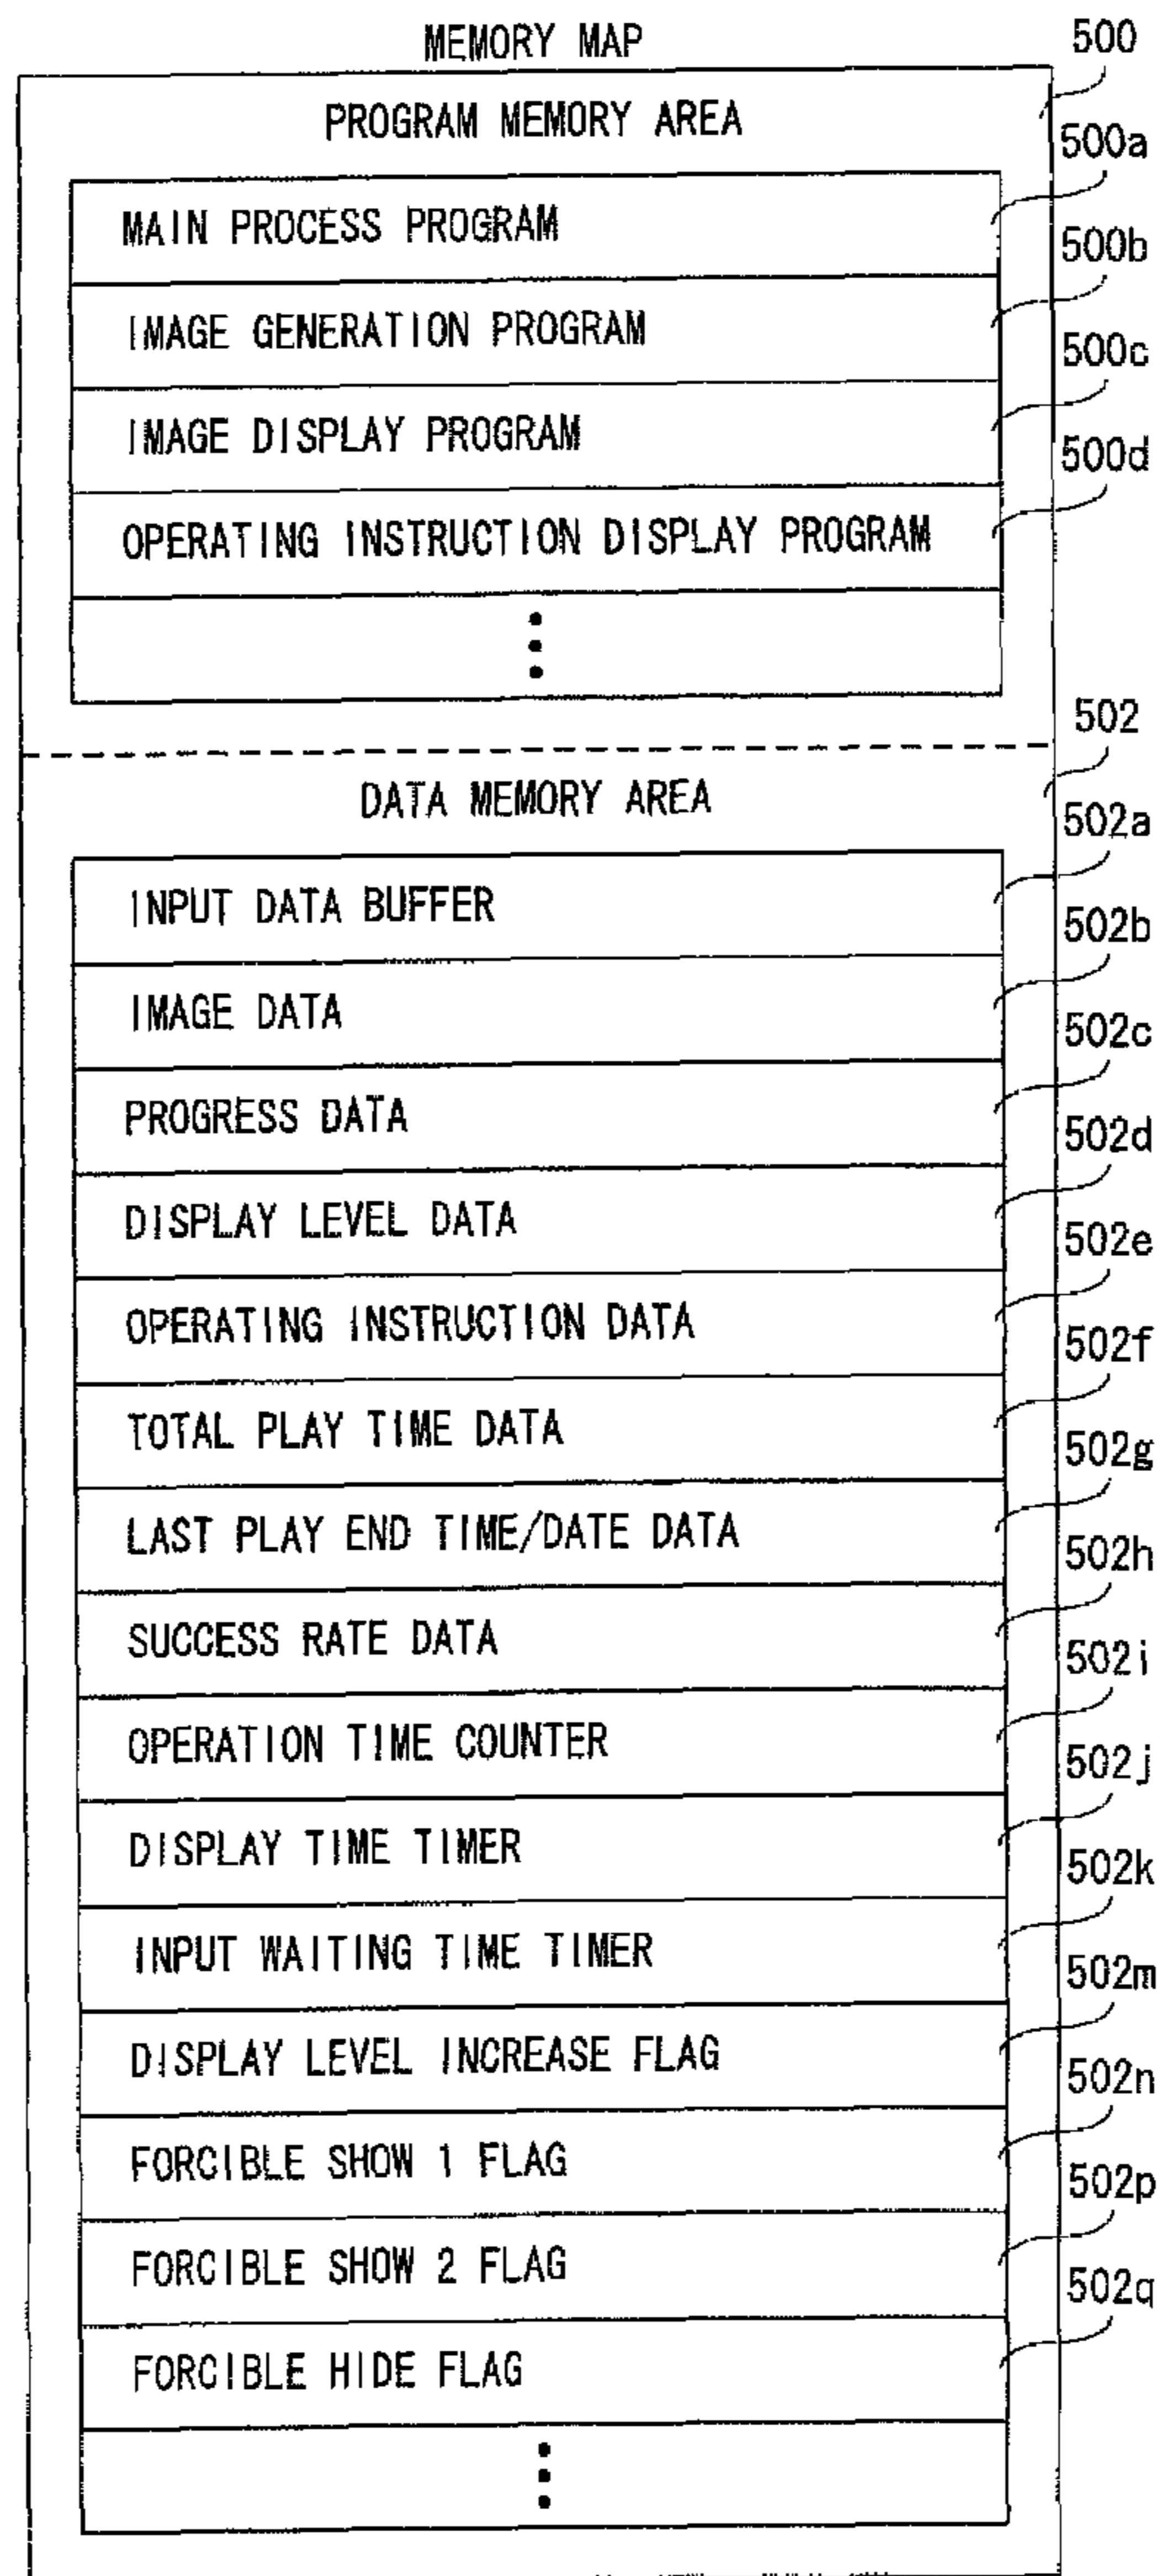 MEMORY MAP
500
PROGRAM MEMORY AREA
500a
MAIN PROCESS PROGRAM
500b
IMAGE GENERATION PROGRAM
500c
IMAGE DISPLAY PROGRAM
500d
OPERATING INSTRUCTION DISPLAY PROGRAM
502
DATA MEMORY AREA
502a
INPUT DATA BUFFER
502b
IMAGE DATA
502c
PROGRESS DATA
502d
DISPLAY LEVEL DATA
502e
OPERATING INSTRUCTION DATA
502f
TOTAL PLAY TIME DATA
502g
LAST PLAY END TIME/DATE DATA
502h
SUCCESS RATE DATA
502i
OPERATION TIME COUNTER
502j
DISPLAY TIME TIMER
502k
INPUT WAITING TIME TIMER
502m
DISPLAY LEVEL INCREASE FLAG
502n
FORCIBLE SHOW 1 FLAG
502p
FORCIBLE SHOW 2 FLAG
502q
FORCIBLE HIDE FLAG